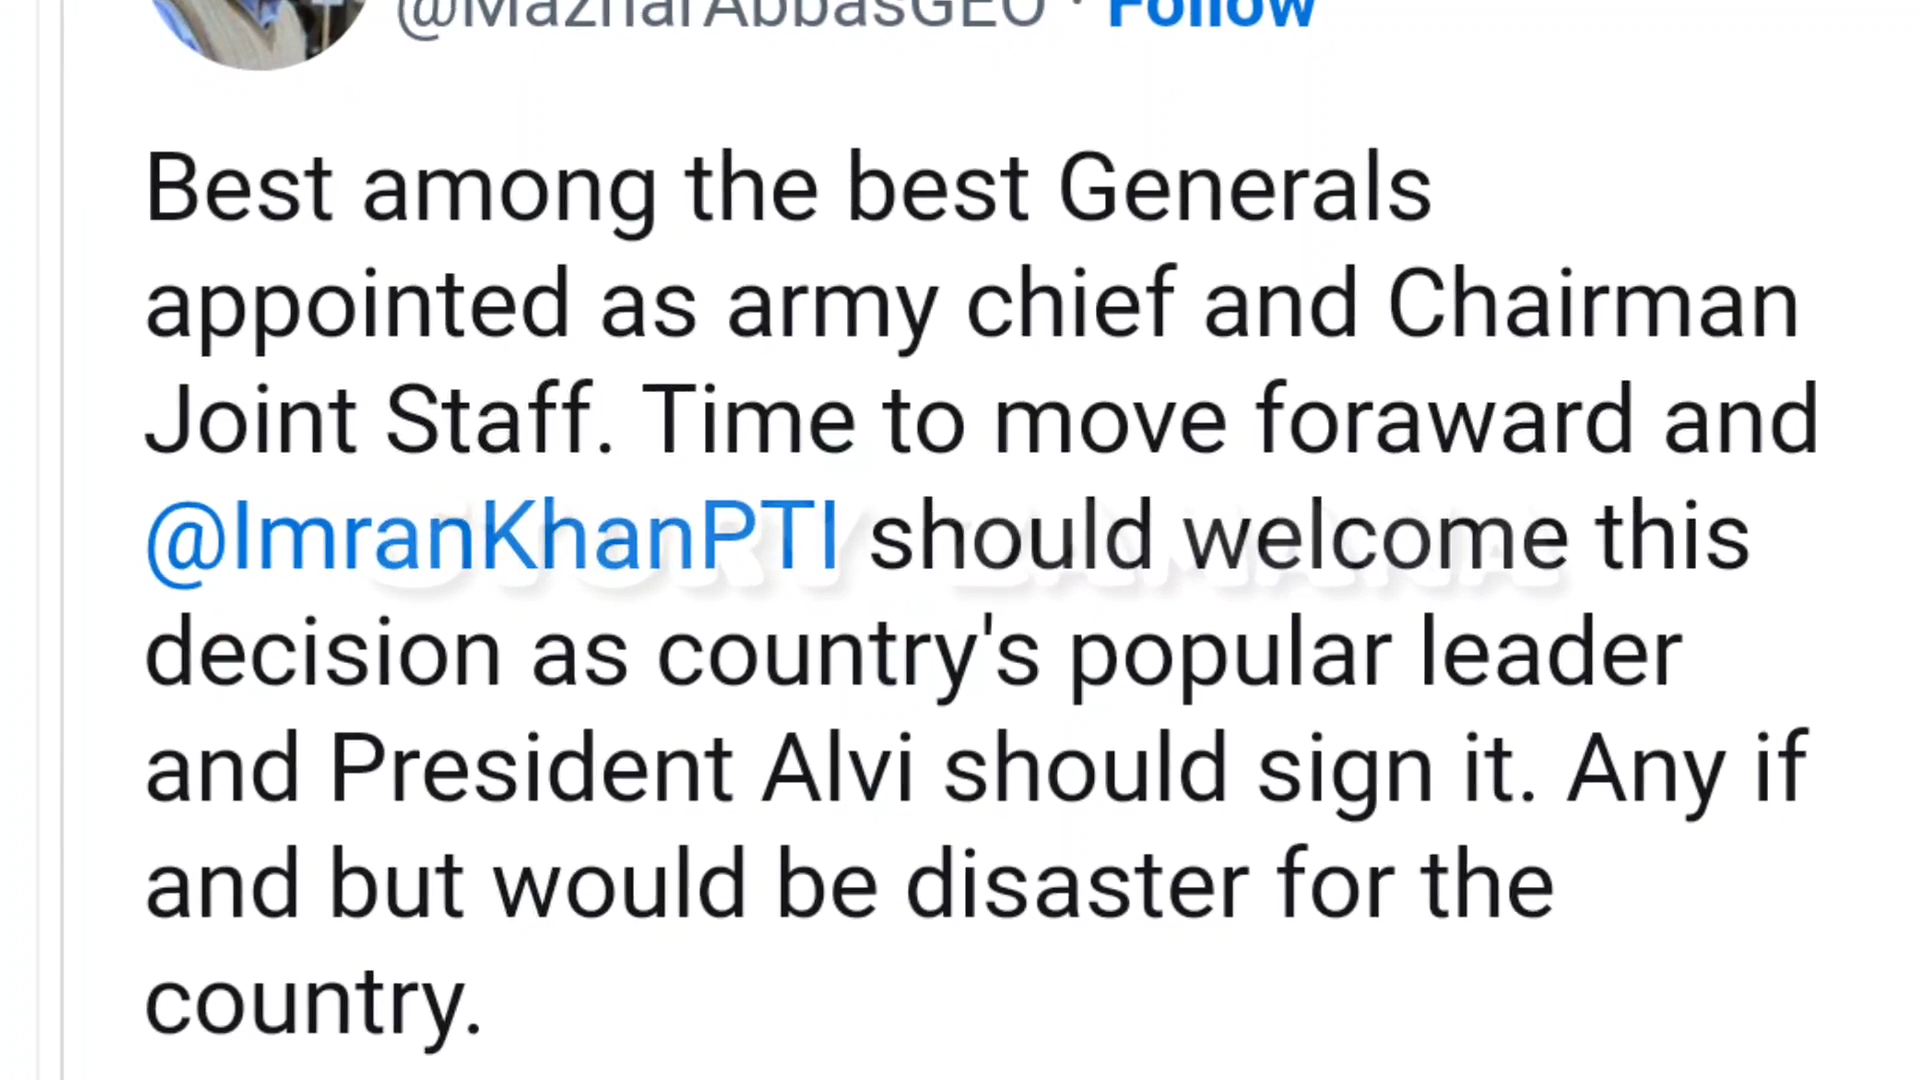 @MazharAbbasGEO · Follow
Best among the best Generals
appointed as army chief and Chairman
Joint Staff. Time to move foraward and
@ImranKhanPTI should welcome this
decision as country's popular leader
and President Alvi should sign it. Any if
and but would be disaster for the
country.